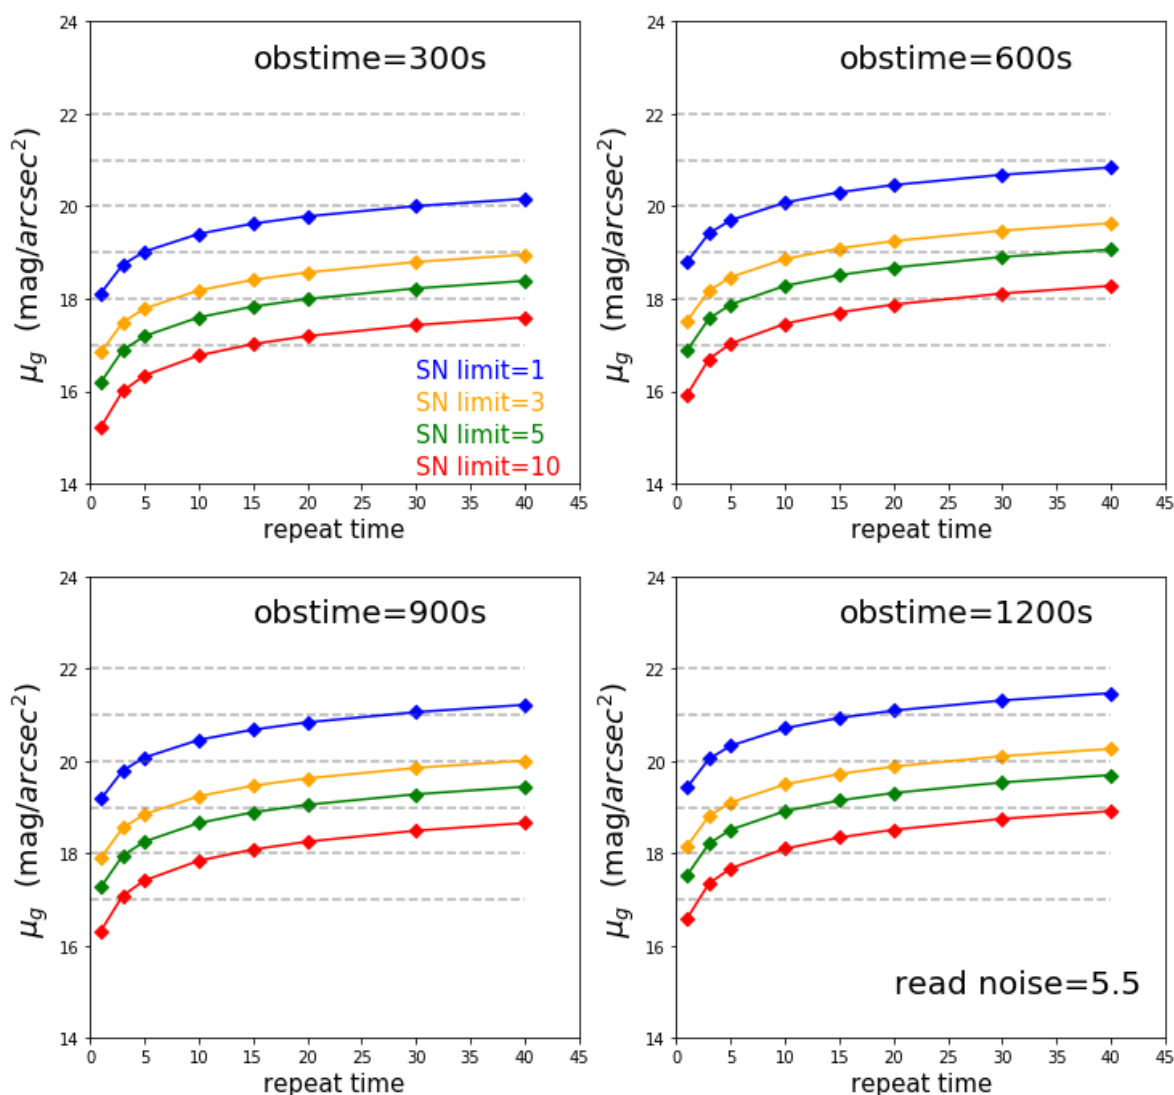 obstime=300s
24
22
20
18
16
14
μg (mag/arcsec²)
SN limit=1
SN limit=3
SN limit=5
SN limit=10
0 5 10 15 20 25 30 35 40 45
repeat time
obstime=600s
24
22
20
18
16
14
μg (mag/arcsec²)
0 5 10 15 20 25 30 35 40 45
repeat time
obstime=900s
24
22
20
18
16
14
μg (mag/arcsec²)
0 5 10 15 20 25 30 35 40 45
repeat time
obstime=1200s
24
22
20
18
16
14
μg (mag/arcsec²)
read noise=5.5
0 5 10 15 20 25 30 35 40 45
repeat time